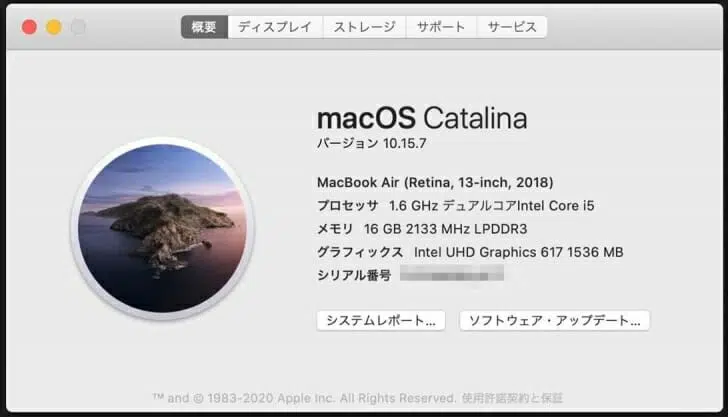 概要 ディスプレイ ストレージ サポート サービス
macOS Catalina
バージョン 10.15.7
MacBook Air (Retina, 13-inch, 2018)
プロセッサ 1.6 GHz デュアルコアIntel Core i5
メモリ 16 GB 2133 MHz LPDDR3
グラフィックス Intel UHD Graphics 617 1536 MB
シリアル番号
システムレポート... ソフトウェア・アップデート...
™ and © 1983-2020 Apple Inc. All Rights Reserved. 使用許諾契約と保証